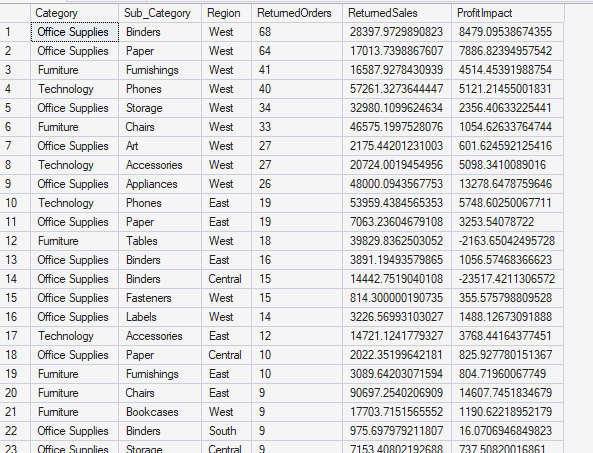 Category Sub_Category Region ReturnedOrders ReturnedSales ProfitImpact
1 Office Supplies Binders West 68 28397.9729890823 8479.09538674355
2 Office Supplies Paper West 64 17013.7398867607 7886.82394957542
3 Furniture Furnishings West 41 16587.9278430939 4514.45391988754
4 Technology Phones West 40 57261.3273644447 5121.21455001831
5 Office Supplies Storage West 34 32980.1099624634 2356.40633225441
6 Furniture Chairs West 33 46575.1997528076 1054.62633764744
7 Office Supplies Art West 27 2175.44201231003 601.624592125416
8 Technology Accessories West 27 20724.0019454956 5098.3410089016
9 Office Supplies Appliances West 26 48000.0943567753 13278.6478759646
10 Technology Phones East 19 53959.4384565353 5748.60250067711
11 Office Supplies Paper East 19 7063.23604679108 3253.54078722
12 Furniture Tables West 18 39829.8362503052 -2163.65042495728
13 Office Supplies Binders East 16 3891.19493579865 1056.57468366623
14 Office Supplies Binders Central 15 14442.7519040108 -23517.4211306572
15 Office Supplies Fasteners West 15 814.300000190735 355.575798809528
16 Office Supplies Labels West 14 3226.56993103027 1488.12673091888
17 Technology Accessories East 12 14721.1241779327 3768.44164377451
18 Office Supplies Paper Central 10 2022.35199642181 825.927780151367
19 Furniture Furnishings East 10 3089.64203071594 804.71960067749
20 Furniture Chairs East 9 90697.2540206909 14607.7451834679
21 Furniture Bookcases West 9 17703.7151565552 1190.62218952179
22 Office Supplies Binders South 9 975.697979211807 16.0706946849823
23 Office Supplies Storage Central 9 7153.40802192688 737.50820016861